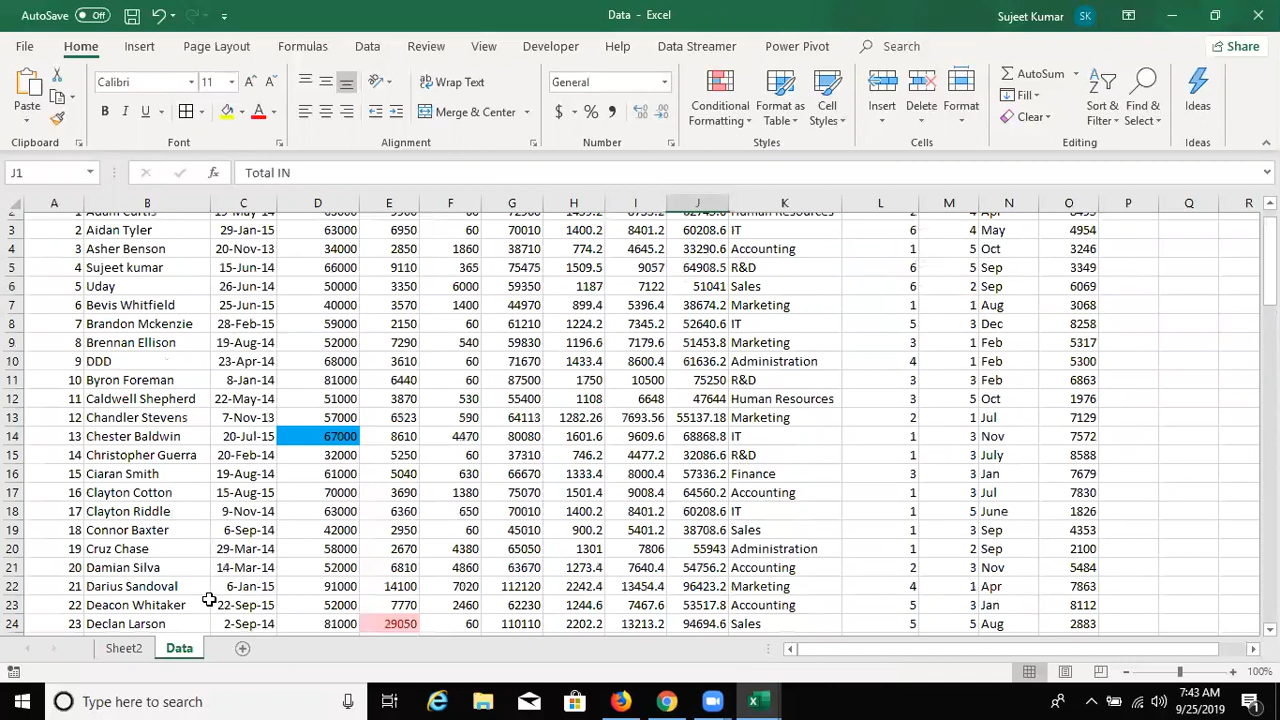 AutoSave Off Data - Excel Sujeet Kumar SK
File Home Insert Page Layout Formulas Data Review View Developer Help Data Streamer Power Pivot Search Share
Paste Calibri 11 A A Wrap Text General Conditional Formatting Format as Table Cell Styles Insert Delete Format AutoSum Fill Clear Sort & Filter Find & Select Ideas
B I U A Merge & Center $ % ,
Clipboard Font Alignment Number Styles Cells Editing Ideas
J1 fx Total IN
A B C D E F G H I J K L M N O P Q R
3 2 Aidan Tyler 29-Jan-15 63000 6950 60 70010 1400.2 8401.2 60208.6 IT 6 4 May 4954
4 3 Asher Benson 20-Nov-13 34000 2850 1860 38710 774.2 4645.2 33290.6 Accounting 1 5 Oct 3246
5 4 Sujeet kumar 15-Jun-14 66000 9110 365 75475 1509.5 9057 64908.5 R&D 6 5 Sep 3349
6 5 Uday 26-Jun-14 50000 3350 6000 59350 1187 7122 51041 Sales 6 2 Sep 6069
7 6 Bevis Whitfield 25-Jun-15 40000 3570 1400 44970 899.4 5396.4 38674.2 Marketing 1 1 Aug 3068
8 7 Brandon Mckenzie 28-Feb-15 59000 2150 60 61210 1224.2 7345.2 52640.6 IT 5 3 Dec 8258
9 8 Brennan Ellison 19-Aug-14 52000 7290 540 59830 1196.6 7179.6 51453.8 Marketing 3 1 Feb 5317
10 9 DDD 23-Apr-14 68000 3610 60 71670 1433.4 8600.4 61636.2 Administration 4 1 Feb 5300
11 10 Byron Foreman 8-Jan-14 81000 6440 60 87500 1750 10500 75250 R&D 3 3 Feb 6863
12 11 Caldwell Shepherd 22-May-14 51000 3870 530 55400 1108 6648 47644 Human Resources 3 5 Oct 1976
13 12 Chandler Stevens 7-Nov-13 57000 6523 590 64113 1282.26 7693.56 55137.18 Marketing 2 1 Jul 7129
14 13 Chester Baldwin 20-Jul-15 67000 8610 4470 80080 1601.6 9609.6 68868.8 IT 1 3 Nov 7572
15 14 Christopher Guerra 20-Feb-14 32000 5250 60 37310 746.2 4477.2 32086.6 R&D 1 3 July 8588
16 15 Ciaran Smith 19-Aug-14 61000 5040 630 66670 1333.4 8000.4 57336.2 Finance 1 3 Jan 7679
17 16 Clayton Cotton 15-Aug-15 70000 3690 1380 75070 1501.4 9008.4 64560.2 Accounting 1 3 Jul 7830
18 17 Clayton Riddle 9-Nov-14 63000 6360 650 70010 1400.2 8401.2 60208.6 IT 1 5 June 1826
19 18 Connor Baxter 6-Sep-14 42000 2950 60 45010 900.2 5401.2 38708.6 Sales 1 3 Sep 4353
20 19 Cruz Chase 29-Mar-14 58000 2670 4380 65050 1301 7806 55943 Administration 1 2 Sep 2100
21 20 Damian Silva 14-Mar-14 52000 6810 4860 63670 1273.4 7640.4 54756.2 Accounting 2 3 Nov 5484
22 21 Darius Sandoval 6-Jan-15 91000 14100 7020 112120 2242.4 13454.4 96423.2 Marketing 4 1 Apr 7863
23 22 Deacon Whitaker 22-Sep-15 52000 7770 2460 62230 1244.6 7467.6 53517.8 Accounting 5 3 Jan 8112
24 23 Declan Larson 2-Sep-14 81000 29050 60 110110 2202.2 13213.2 94694.6 Sales 5 5 Aug 2883
Sheet2 Data
100%
Type here to search 7:43 AM
9/25/2019